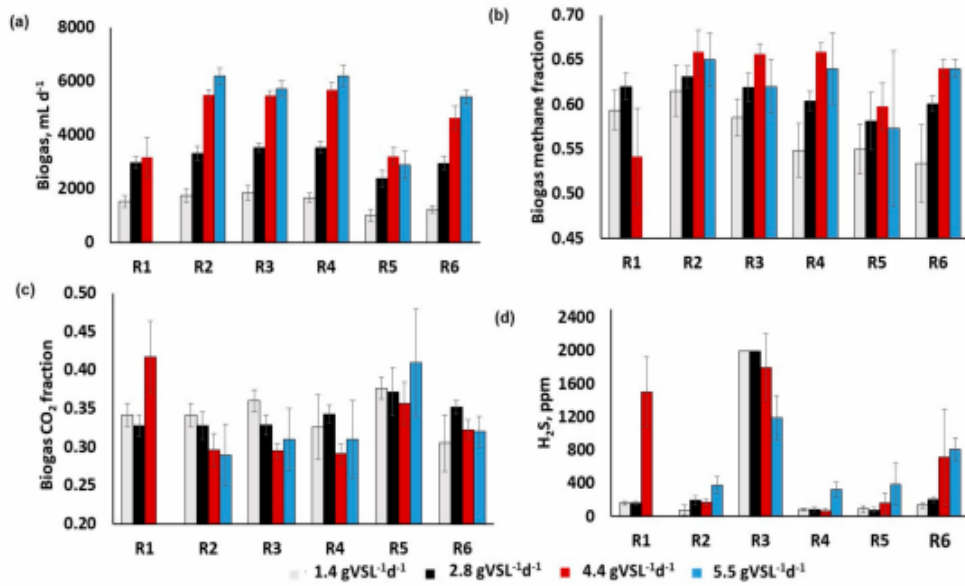 (a)
Biogas, mL d⁻¹
8000
6000
4000
2000
0
R1 R2 R3 R4 R5 R6
(b)
Biogas methane fraction
0.70
0.65
0.60
0.55
0.50
0.45
R1 R2 R3 R4 R5 R6
(c)
Biogas CO₂ fraction
0.50
0.45
0.40
0.35
0.30
0.25
0.20
R1 R2 R3 R4 R5 R6
(d)
H₂S, ppm
2400
2000
1600
1200
800
400
0
R1 R2 R3 R4 R5 R6
1.4 gVSL⁻¹d⁻¹ 2.8 gVSL⁻¹d⁻¹ 4.4 gVSL⁻¹d⁻¹ 5.5 gVSL⁻¹d⁻¹